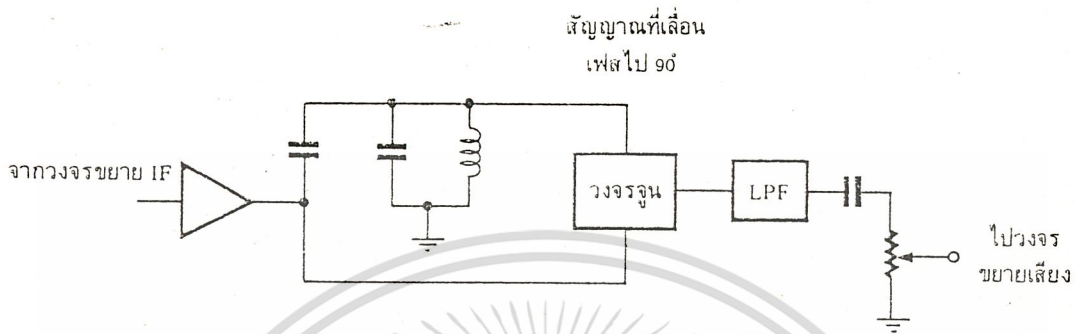 สัญญาณที่เลื่อน
เฟสไป 90°
จากวงจรขยาย IF
วงจรจูน
LPF
ไปวงจร
ขยายเสียง